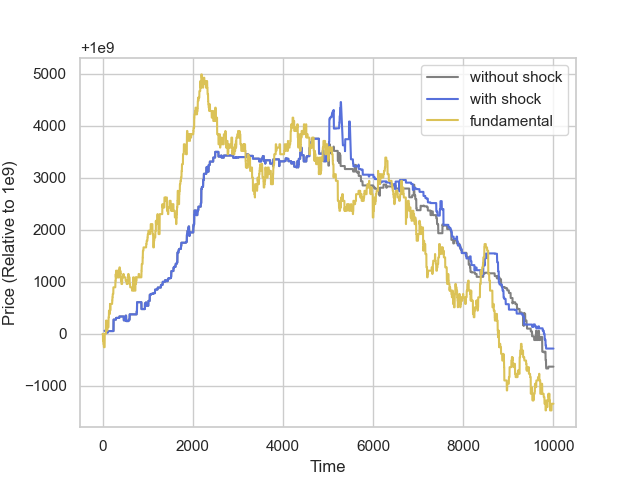 +1e9
5000
4000
3000
2000
1000
0
−1000
Price (Relative to 1e9)
without shock
with shock
fundamental
0
2000
4000
6000
8000
10000
Time